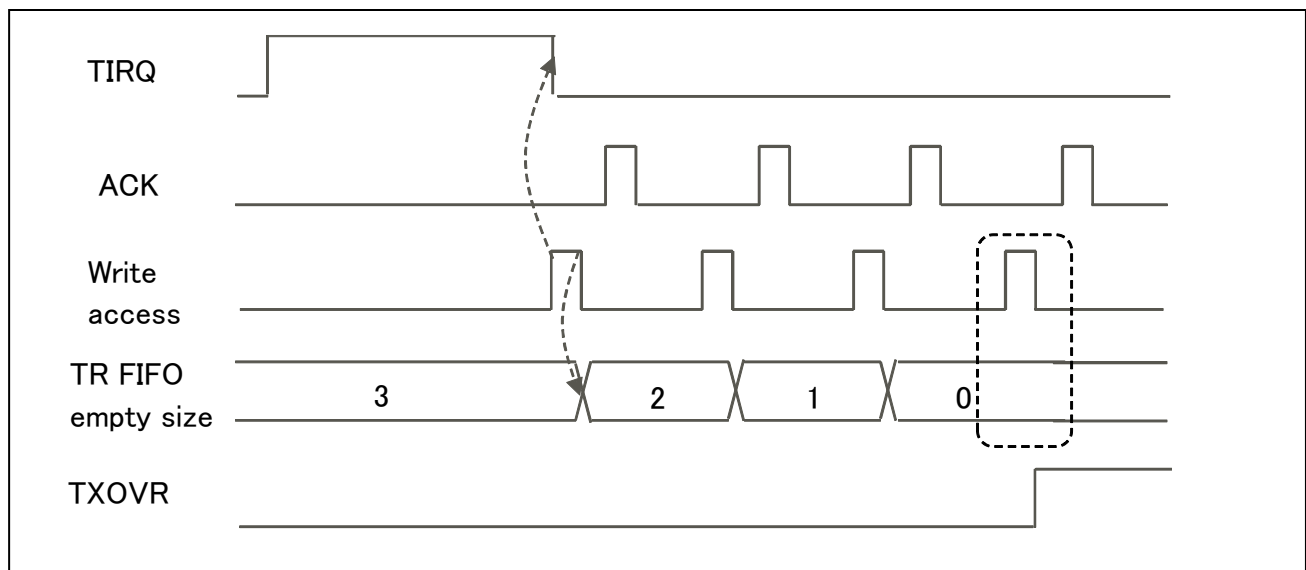 TIRQ
ACK
Write
access
TR FIFO
empty size
3
2
1
0
TXOVR